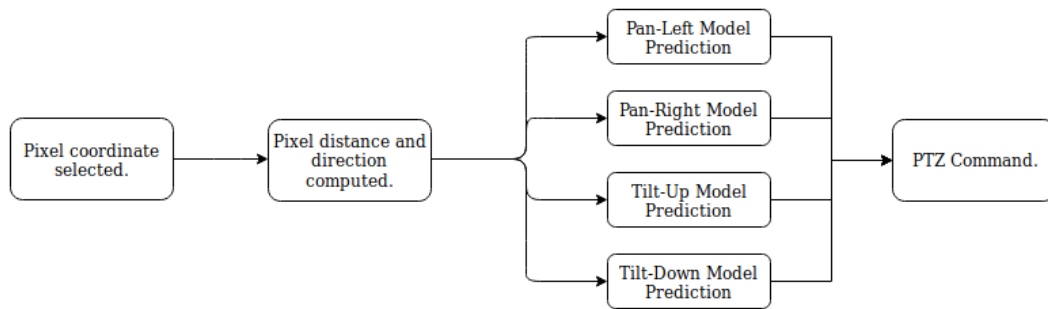 Pixel coordinate
selected.
Pixel distance and
direction
computed.
Pan-Left Model
Prediction
Pan-Right Model
Prediction
Tilt-Up Model
Prediction
Tilt-Down Model
Prediction
PTZ Command.